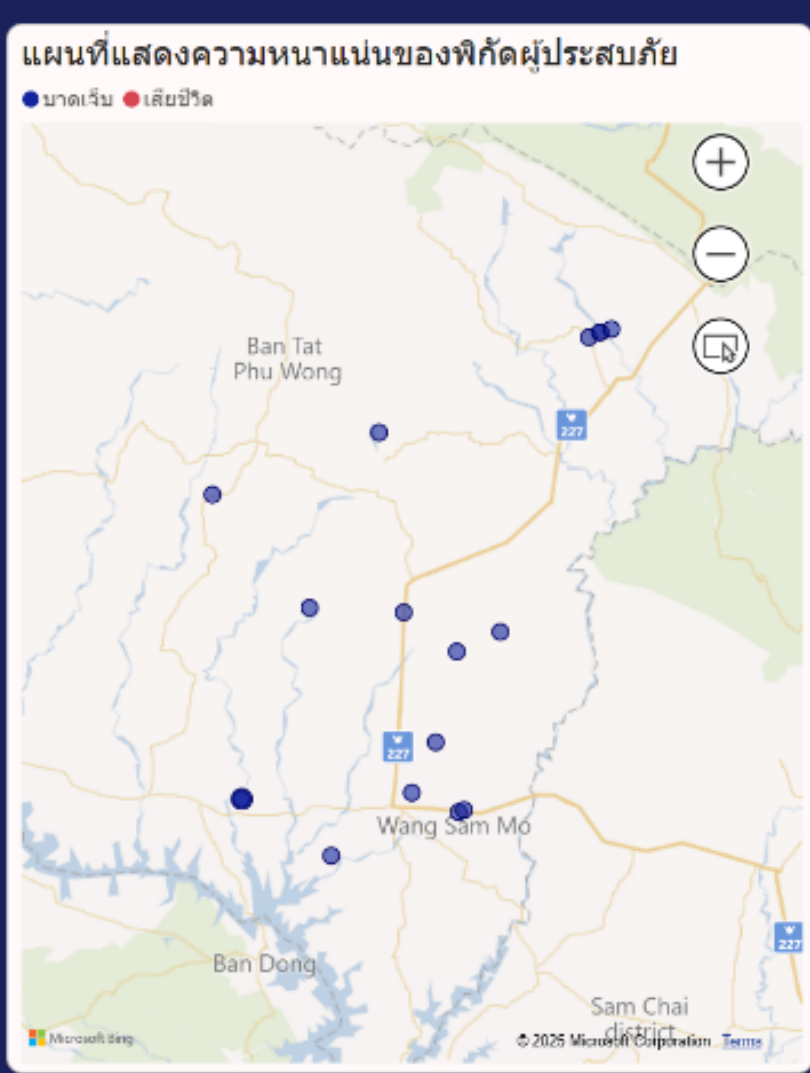 แผนที่แสดงความหนาแน่นของพิกัดผู้ประสบภัย
บาดเจ็บ เสียชีวิต
Ban Tat
Phu Wong
227
227
Wang Sam Mo
227
Ban Dong
Sam Chai
district
Microsoft Bing
© 2025 Microsoft Corporation Terms